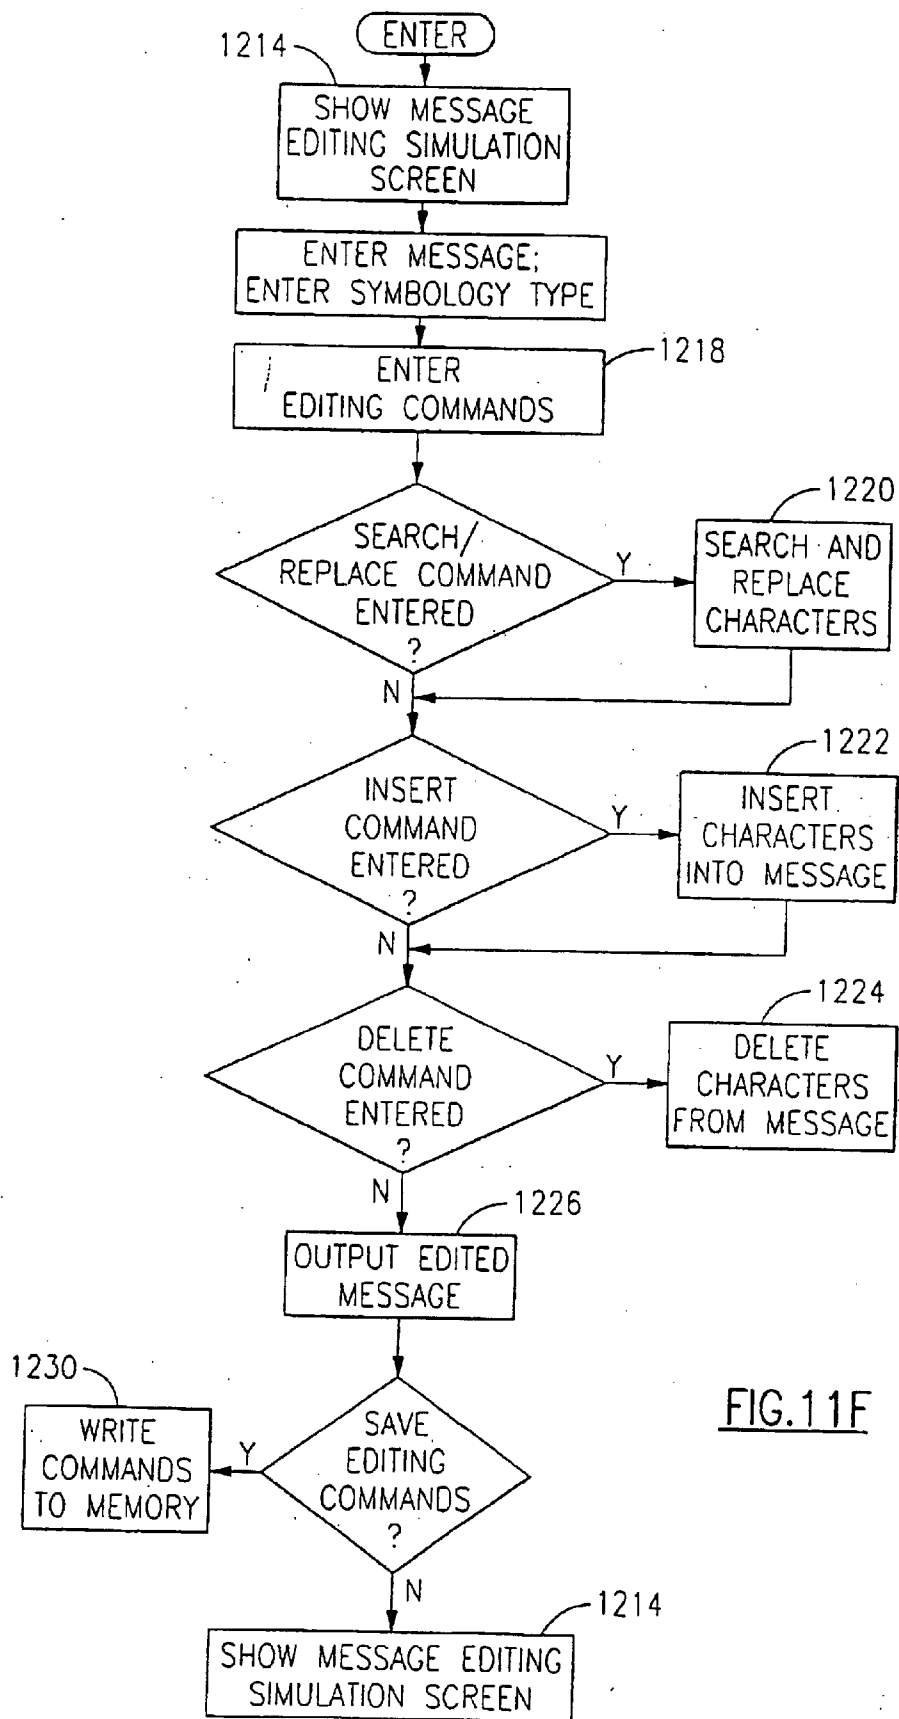 ENTER
1214
SHOW MESSAGE
EDITING SIMULATION
SCREEN
ENTER MESSAGE;
ENTER SYMBOLOGY TYPE
1218
ENTER
EDITING COMMANDS
SEARCH/
REPLACE COMMAND
ENTERED
?
Y
1220
SEARCH AND
REPLACE
CHARACTERS
N
INSERT
COMMAND
ENTERED
?
Y
1222
INSERT
CHARACTERS
INTO MESSAGE
N
DELETE
COMMAND
ENTERED
?
Y
1224
DELETE
CHARACTERS
FROM MESSAGE
N
1226
OUTPUT EDITED
MESSAGE
SAVE
EDITING
COMMANDS
?
Y
1230
WRITE
COMMANDS
TO MEMORY
N
1214
SHOW MESSAGE EDITING
SIMULATION SCREEN
FIG.11F